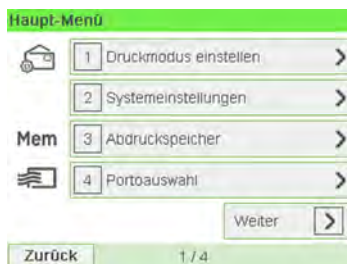 Haupt-Menü
1 Druckmodus einstellen
2 Systemeinstellungen
Mem 3 Abdruckspeicher
4 Portoauswahl
Weiter
Zurück 1 / 4